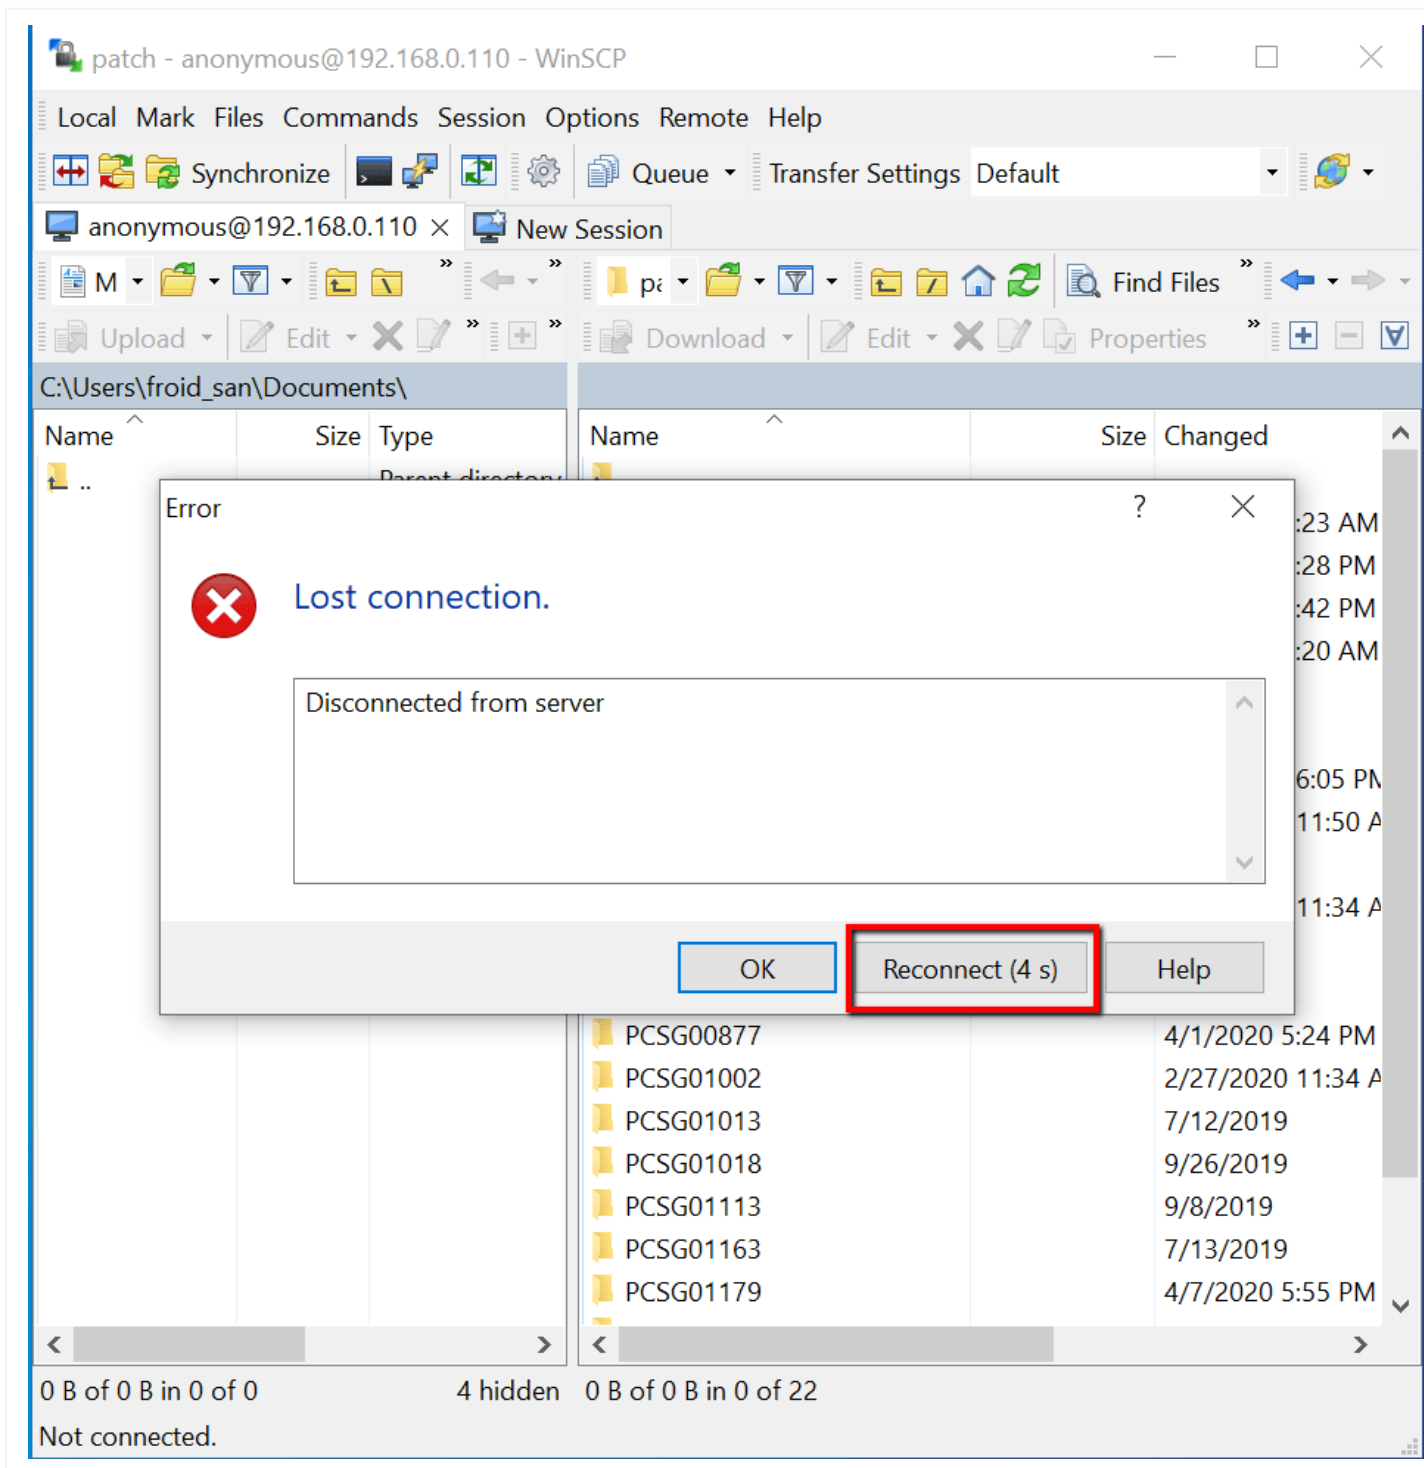 patch - anonymous@192.168.0.110 - WinSCP
Local Mark Files Commands Session Options Remote Help
Synchronize Queue Transfer Settings Default
anonymous@192.168.0.110 New Session
M Find Files
Upload Edit Download Edit Properties
C:\Users\froid_san\Documents\
Name Size Type Name Size Changed
.. Parent directory
Error ?
:23 AM
Lost connection.
:28 PM
:42 PM
:20 AM
Disconnected from server
6:05 PM
11:50 A
11:34 A
OK Reconnect (4 s) Help
PCSG00877 4/1/2020 5:24 PM
PCSG01002 2/27/2020 11:34 A
PCSG01013 7/12/2019
PCSG01018 9/26/2019
PCSG01113 9/8/2019
PCSG01163 7/13/2019
PCSG01179 4/7/2020 5:55 PM
0 B of 0 B in 0 of 0 4 hidden 0 B of 0 B in 0 of 22
Not connected.